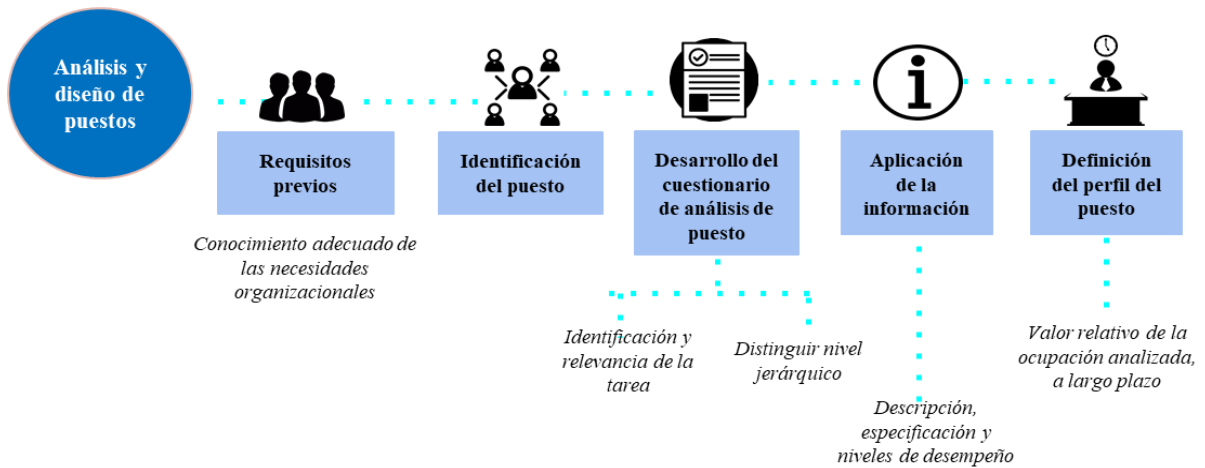 Análisis y
diseño de
puestos
Requisitos
previos
Conocimiento adecuado de
las necesidades
organizacionales
Identificación
del puesto
Desarrollo del
cuestionario
de análisis de
puesto
Identificación y
relevancia de la
tarea
Distinguir nivel
jerárquico
Aplicación
de la
información
Descripción,
especificación y
niveles de desempeño
Definición
del perfil del
puesto
Valor relativo de la
ocupación analizada,
a largo plazo